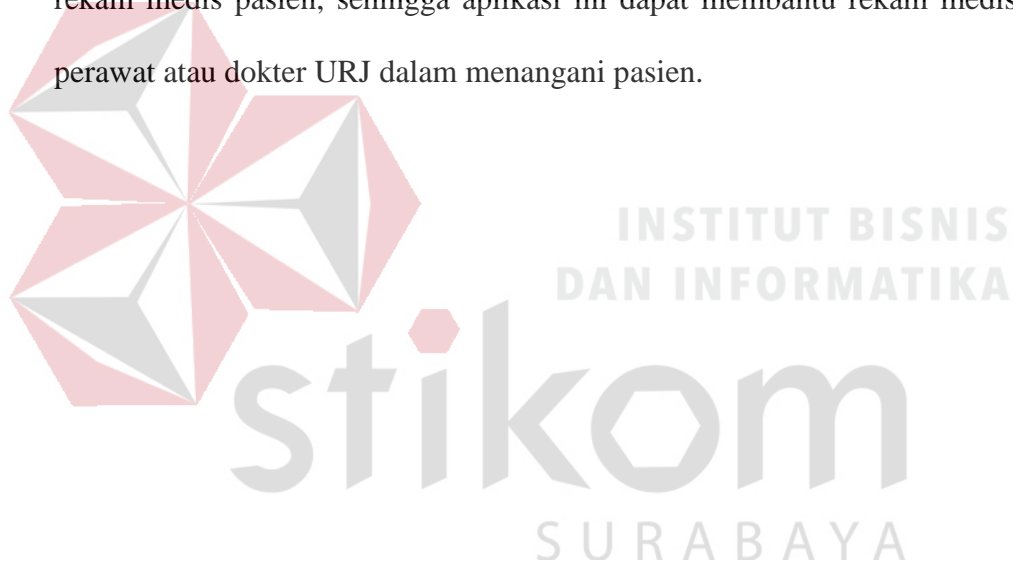 rekam medis pasien, sehingga aplikasi ini dapat membantu rekam medis
perawat atau dokter URJ dalam menangani pasien.
INSTITUT BISNIS
DAN INFORMATIKA
stikom
SURABAYA